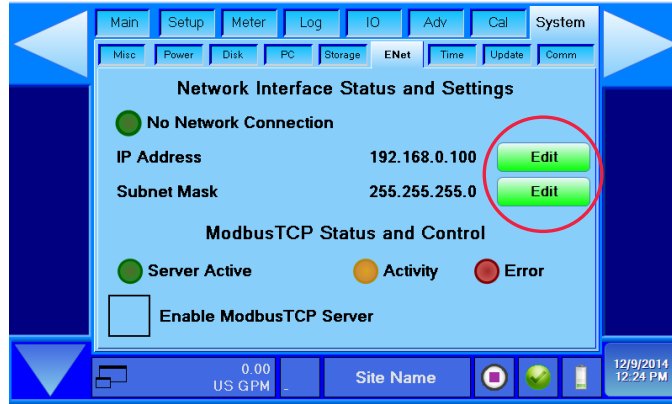 Main Setup Meter Log IO Adv Cal System
Misc Power Disk PC Storage ENet Time Update Comm
Network Interface Status and Settings
No Network Connection
IP Address 192.168.0.100 Edit
Subnet Mask 255.255.255.0 Edit
ModbusTCP Status and Control
Server Active Activity Error
Enable ModbusTCP Server
0.00
US GPM
Site Name
12/9/2014
12:24 PM